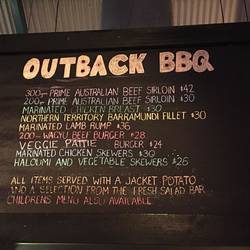 OUTBACK BBQ
300gm PRIME AUSTRALIAN BEEF SIRLOIN $42
200gm PRIME AUSTRALIAN BEEF SIRLOIN $30
MARINATED CHICKEN BREAST $30
NORTHERN TERRITORY BARRAMUNDI FILLET $30
MARINATED LAMB RUMP $36
200gm WAGYU BEEF BURGER $28
VEGGIE PATTIE BURGER $24
MARINATED CHICKEN SKEWERS $30
HALOUMI AND VEGETABLE SKEWERS $26
ALL ITEMS SERVED WITH A JACKET POTATO
AND A SELECTION FROM THE FRESH SALAD BAR
CHILDRENS MENU ALSO AVAILABLE